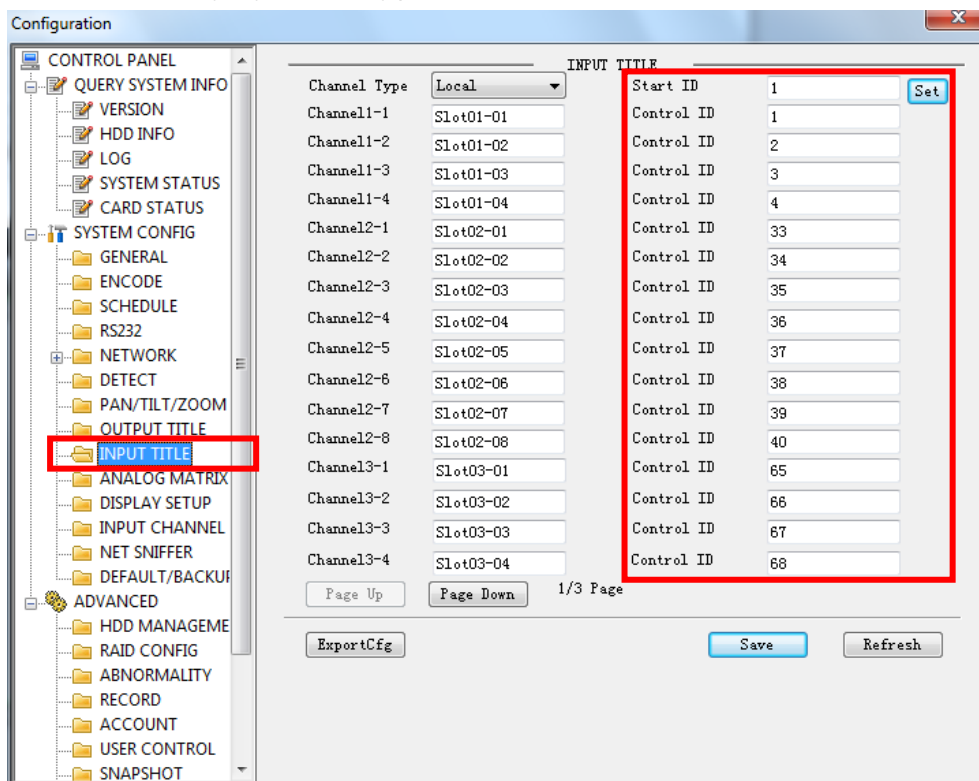 Configuration
x
CONTROL PANEL
QUERY SYSTEM INFO
VERSION
HDD INFO
LOG
SYSTEM STATUS
CARD STATUS
SYSTEM CONFIG
GENERAL
ENCODE
SCHEDULE
RS232
NETWORK
DETECT
PAN/TILT/ZOOM
OUTPUT TITLE
INPUT TITLE
ANALOG MATRIX
DISPLAY SETUP
INPUT CHANNEL
NET SNIFFER
DEFAULT/BACKUP
ADVANCED
HDD MANAGEME
RAID CONFIG
ABNORMALITY
RECORD
ACCOUNT
USER CONTROL
SNAPSHOT
INPUT TITLE
Channel Type Local Start ID 1 Set
Channel1-1 Slot01-01 Control ID 1
Channel1-2 Slot01-02 Control ID 2
Channel1-3 Slot01-03 Control ID 3
Channel1-4 Slot01-04 Control ID 4
Channel2-1 Slot02-01 Control ID 33
Channel2-2 Slot02-02 Control ID 34
Channel2-3 Slot02-03 Control ID 35
Channel2-4 Slot02-04 Control ID 36
Channel2-5 Slot02-05 Control ID 37
Channel2-6 Slot02-06 Control ID 38
Channel2-7 Slot02-07 Control ID 39
Channel2-8 Slot02-08 Control ID 40
Channel3-1 Slot03-01 Control ID 65
Channel3-2 Slot03-02 Control ID 66
Channel3-3 Slot03-03 Control ID 67
Channel3-4 Slot03-04 Control ID 68
Page Up Page Down 1/3 Page
ExportCfg Save Refresh